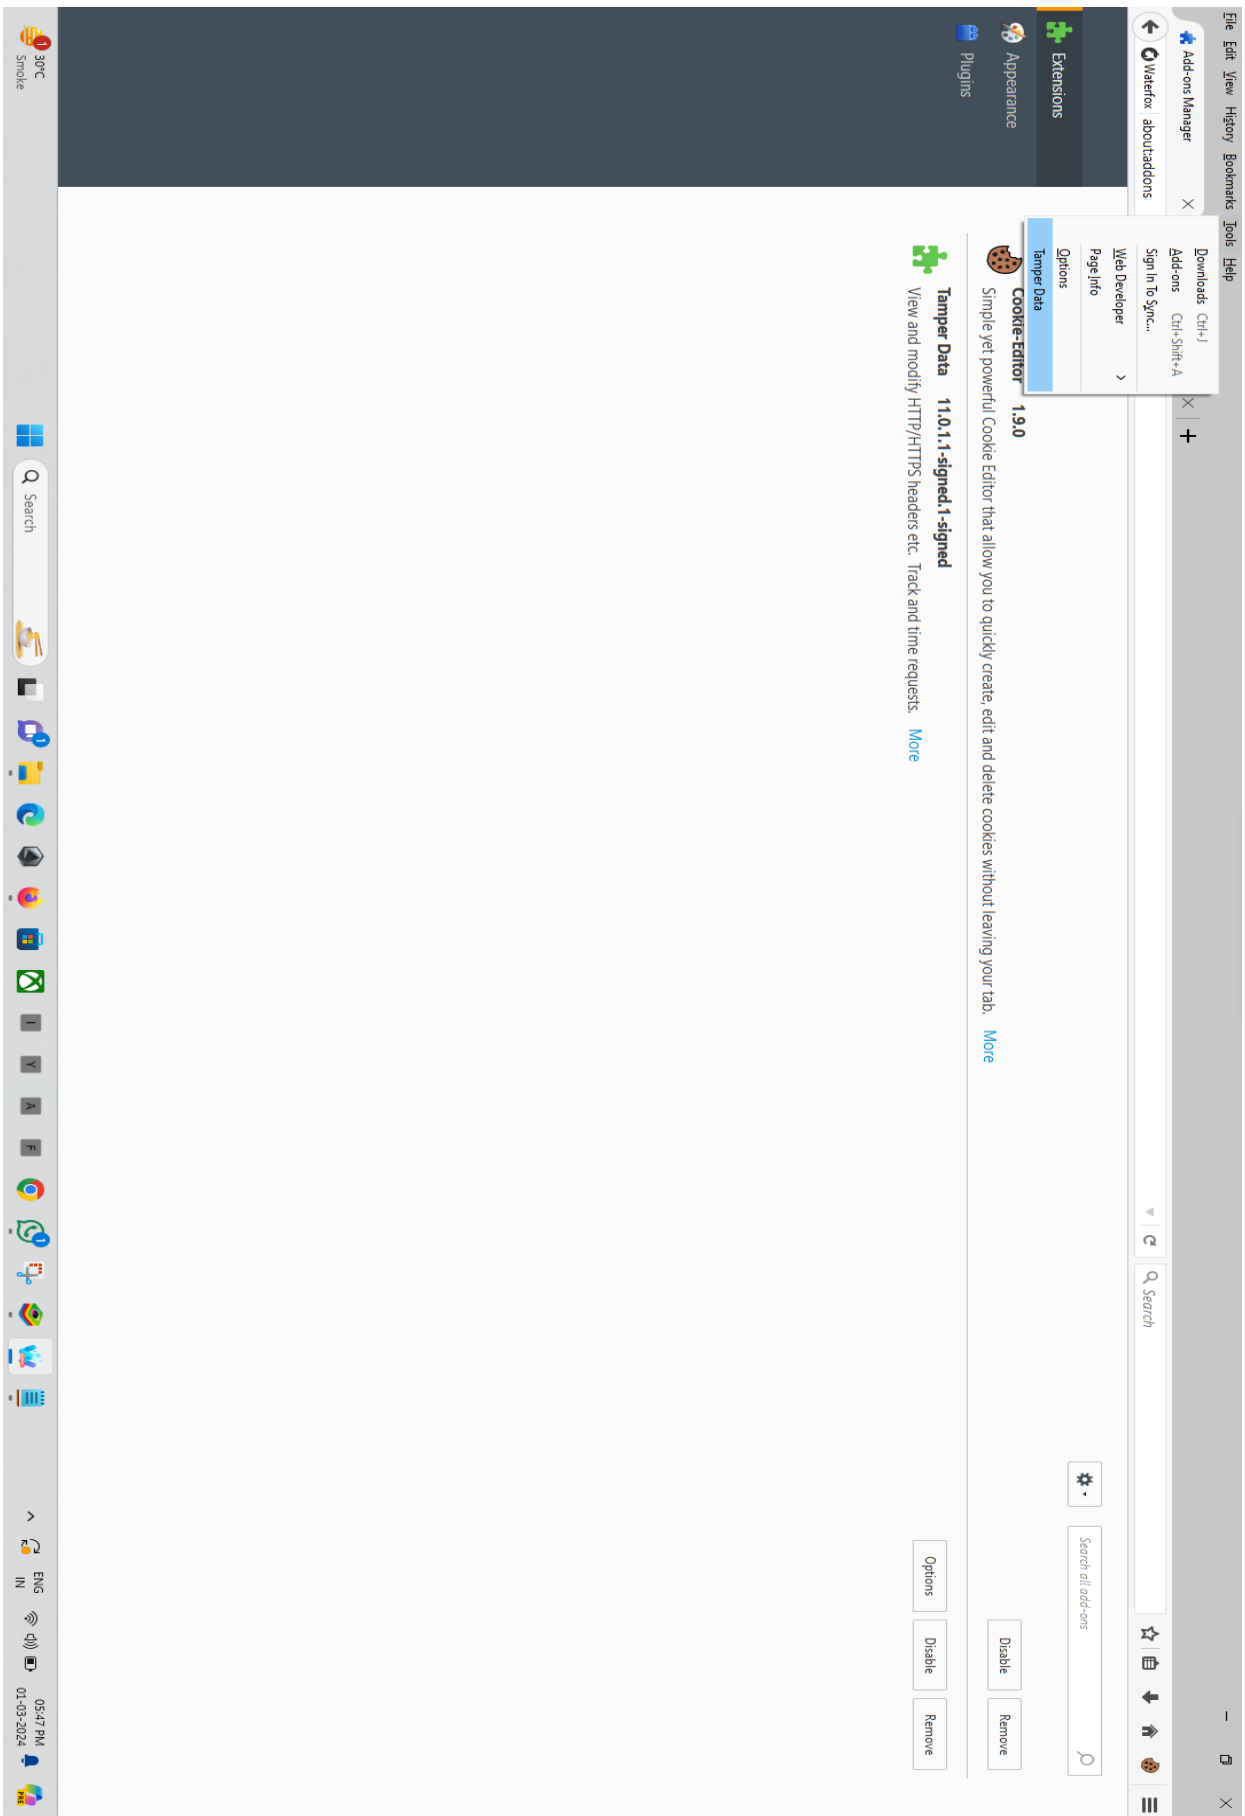 File Edit View History Bookmarks Tools Help
Add-ons Manager
Waterfox about:addons
Search
Downloads Ctrl+J
Add-ons Ctrl+Shift+A
Sign In To Sync...
Web Developer
Page Info
Options
Tamper Data
Extensions
Appearance
Plugins
Search all add-ons
Cookie-Editor 1.9.0
Simple yet powerful Cookie Editor that allow you to quickly create, edit and delete cookies without leaving your tab. More
Disable Remove
Tamper Data 11.0.1.1-signed.1-signed
View and modify HTTP/HTTPS headers etc. Track and time requests. More
Options Disable Remove
1
30°C
Smoke
Search
1
I Y A F
1
ENG
IN
05:47 PM
01-03-2024
PRE